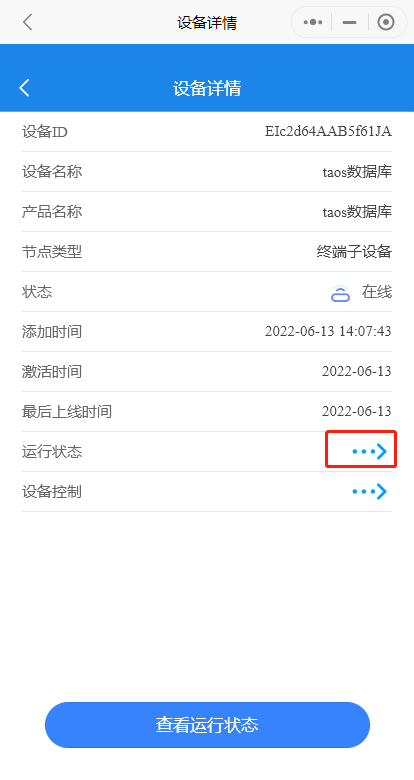 设备详情
设备详情
设备ID EIc2d64AAB5f61JA
设备名称 taos数据库
产品名称 taos数据库
节点类型 终端子设备
状态 在线
添加时间 2022-06-13 14:07:43
激活时间 2022-06-13
最后上线时间 2022-06-13
运行状态
设备控制
查看运行状态